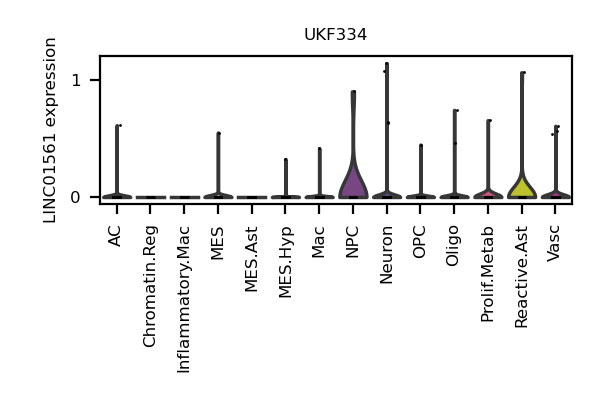 UKF334
LINC01561 expression
1
0
AC
Chromatin.Reg
Inflammatory.Mac
MES
MES.Ast
MES.Hyp
Mac
NPC
Neuron
OPC
Oligo
Prolif.Metab
Reactive.Ast
Vasc